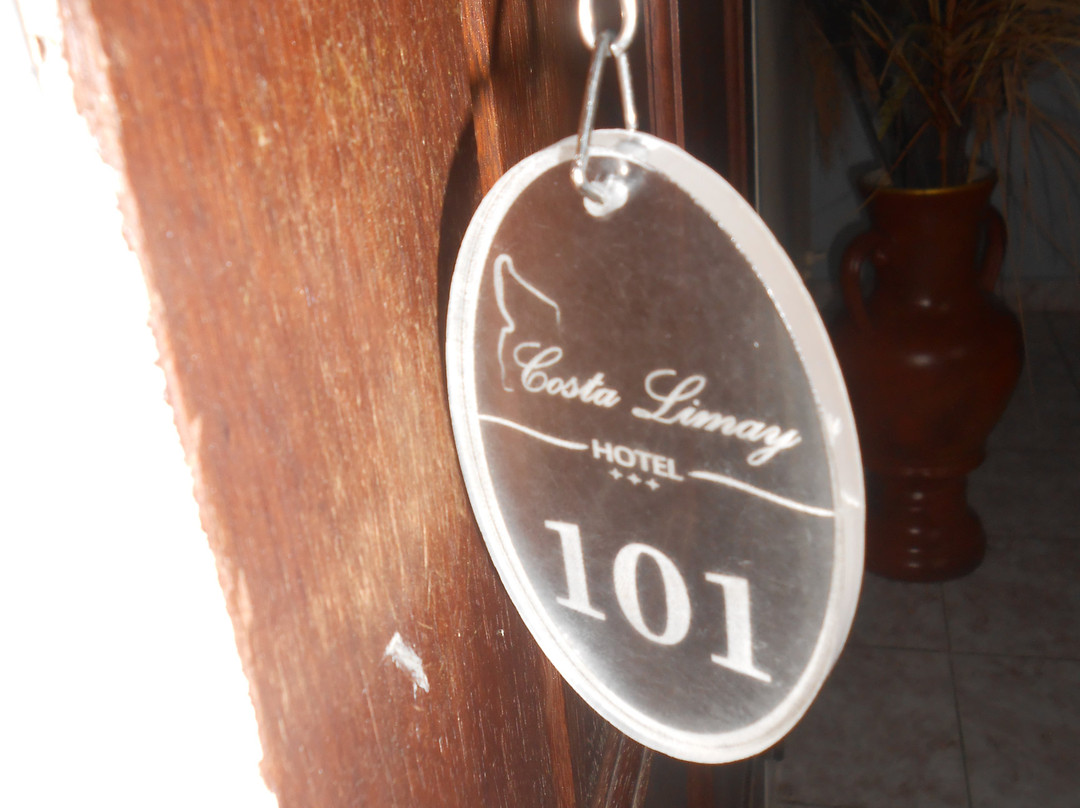 Costa Limay
HOTEL
+++
101